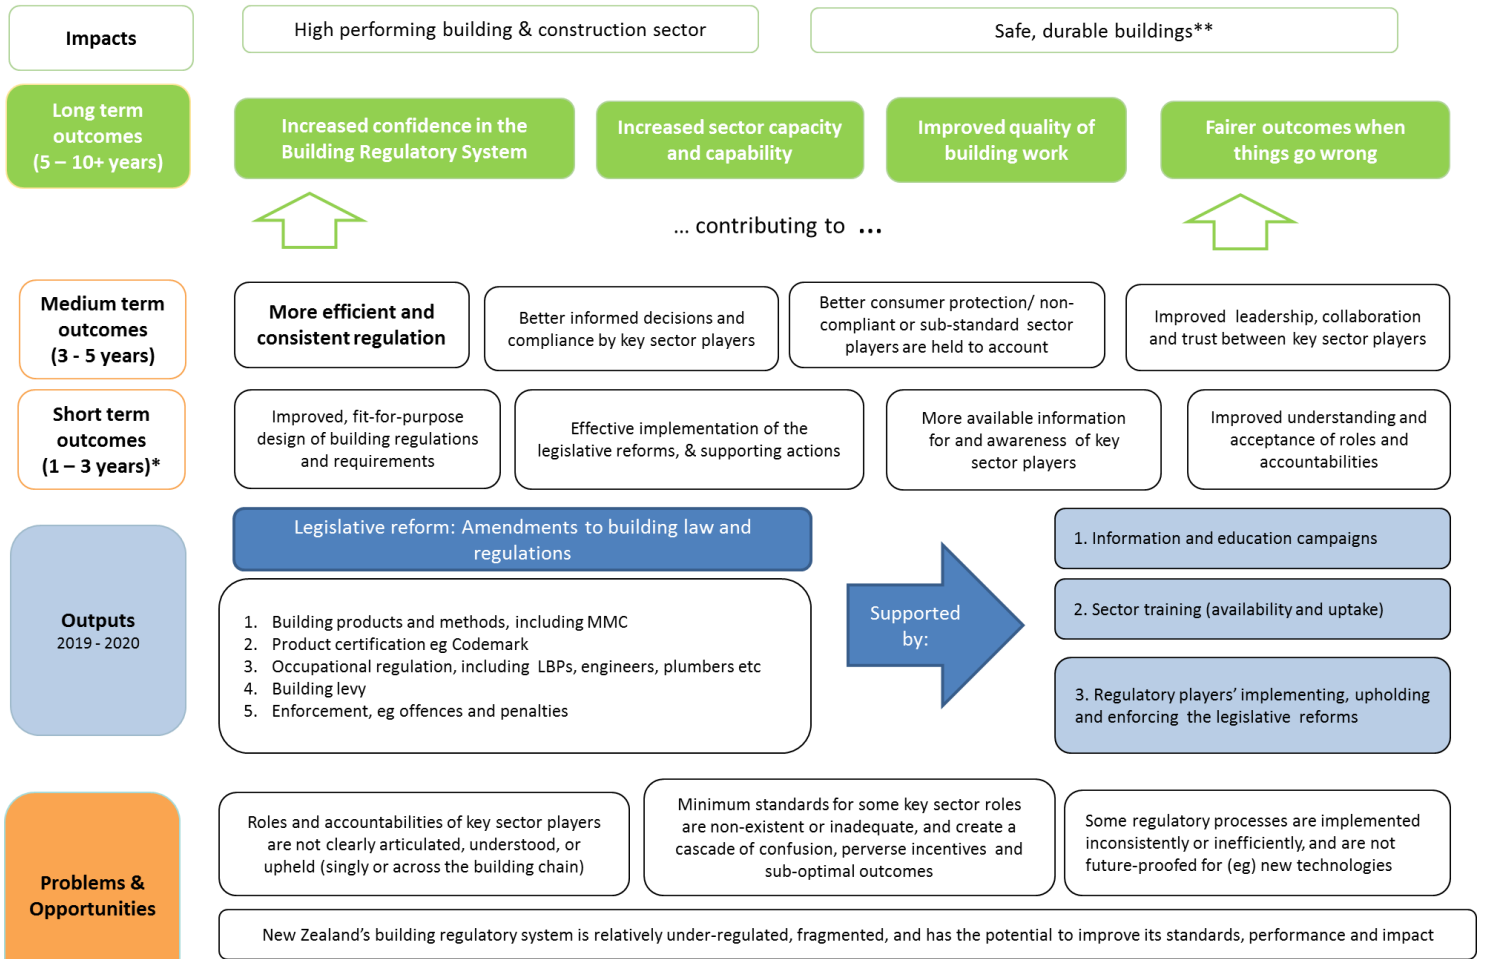 Impacts
High performing building & construction sector
Safe, durable buildings**
Long term
outcomes
(5 – 10+ years)
Increased confidence in the
Building Regulatory System
Increased sector capacity
and capability
Improved quality of
building work
Fairer outcomes when
things go wrong
... contributing to ...
Medium term
outcomes
(3 - 5 years)
More efficient and
consistent regulation
Better informed decisions and
compliance by key sector players
Better consumer protection/ non-
compliant or sub-standard sector
players are held to account
Improved leadership, collaboration
and trust between key sector players
Short term
outcomes
(1 – 3 years)*
Improved, fit-for-purpose
design of building regulations
and requirements
Effective implementation of the
legislative reforms, & supporting actions
More available information
for and awareness of key
sector players
Improved understanding and
acceptance of roles and
accountabilities
Outputs
2019 - 2020
Legislative reform: Amendments to building law and
regulations
1. Building products and methods, including MMC
2. Product certification eg Codemark
3. Occupational regulation, including LBPs, engineers, plumbers etc
4. Building levy
5. Enforcement, eg offences and penalties
Supported
by:
1. Information and education campaigns
2. Sector training (availability and uptake)
3. Regulatory players' implementing, upholding
and enforcing the legislative reforms
Problems &
Opportunities
Roles and accountabilities of key sector players
are not clearly articulated, understood, or
upheld (singly or across the building chain)
Minimum standards for some key sector roles
are non-existent or inadequate, and create a
cascade of confusion, perverse incentives and
sub-optimal outcomes
Some regulatory processes are implemented
inconsistently or inefficiently, and are not
future-proofed for (eg) new technologies
New Zealand's building regulatory system is relatively under-regulated, fragmented, and has the potential to improve its standards, performance and impact